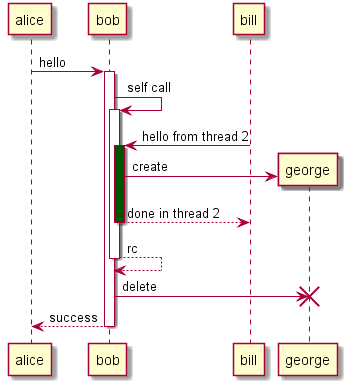 alice
bob
bill
hello
self call
hello from thread 2
create
george
done in thread 2
rc
delete
success
alice
bob
bill
george